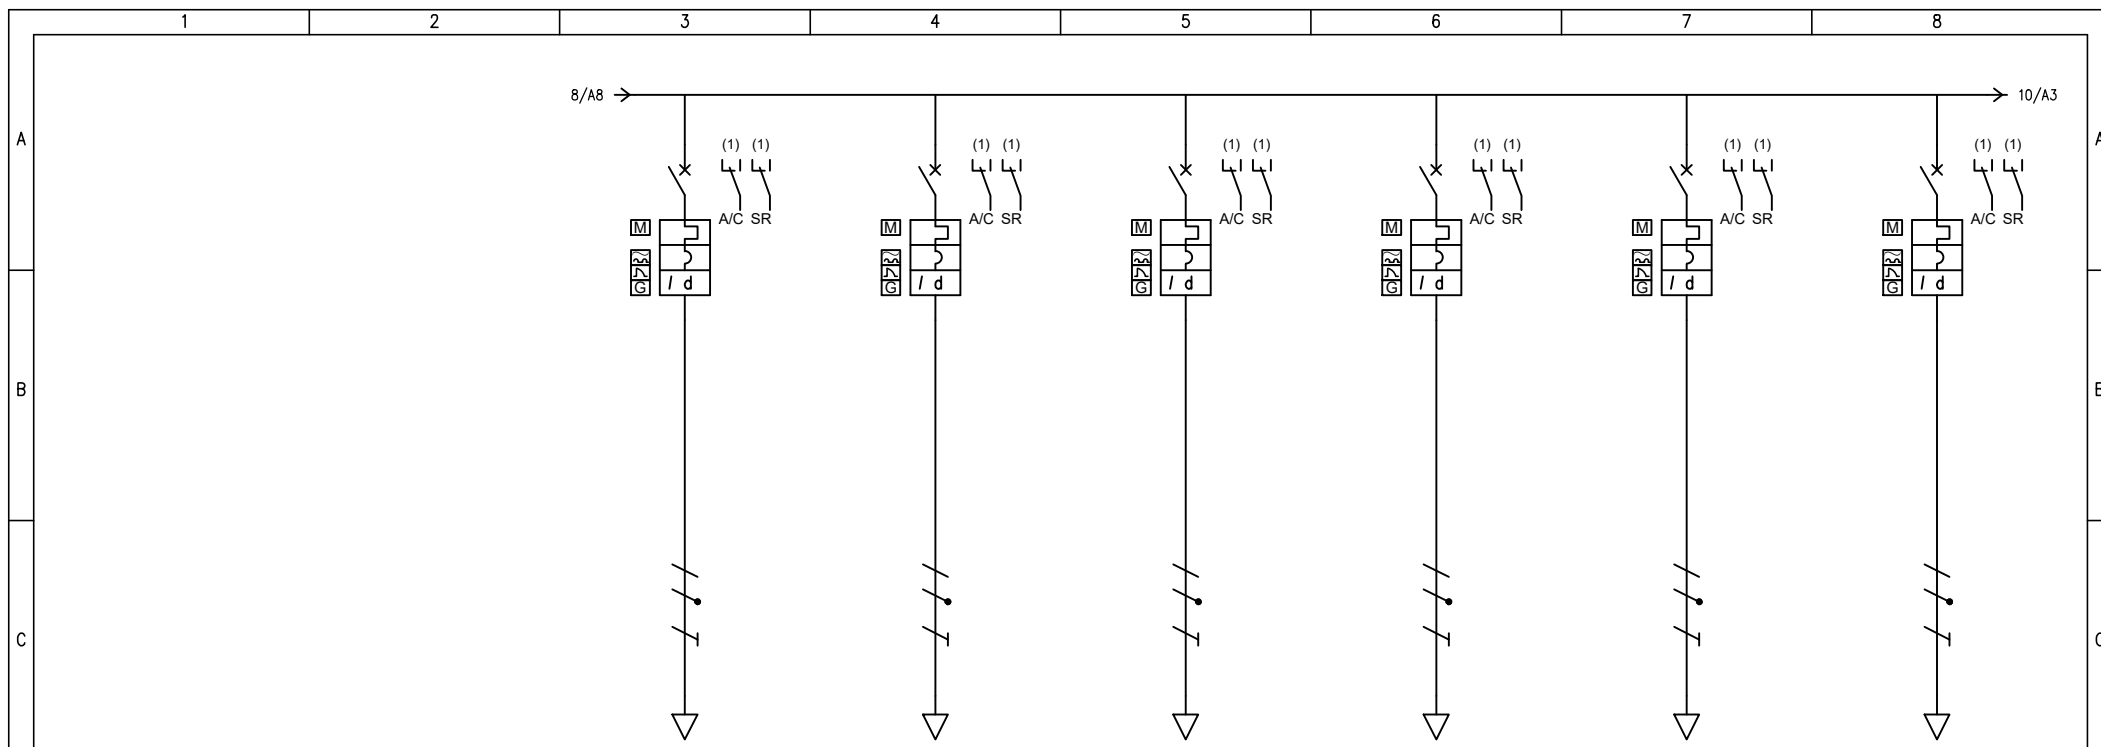 1 2 3 4 5 6 7 8
8/A8 10/A3
A A
(1) (1) (1) (1) (1) (1) (1) (1) (1) (1) (1) (1)
A/C SR A/C SR A/C SR A/C SR A/C SR A/C SR
M M M M M M
G I d G I d G I d G I d G I d G I d
B B
C C